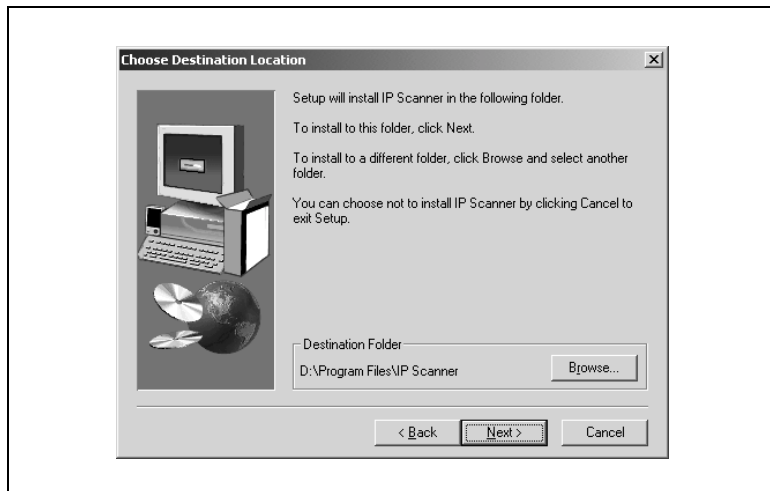 Choose Destination Location
Setup will install IP Scanner in the following folder.
To install to this folder, click Next.
To install to a different folder, click Browse and select another
folder.
You can choose not to install IP Scanner by clicking Cancel to
exit Setup.
Destination Folder
D:\Program Files\IP Scanner
Browse...
< Back
Next >
Cancel